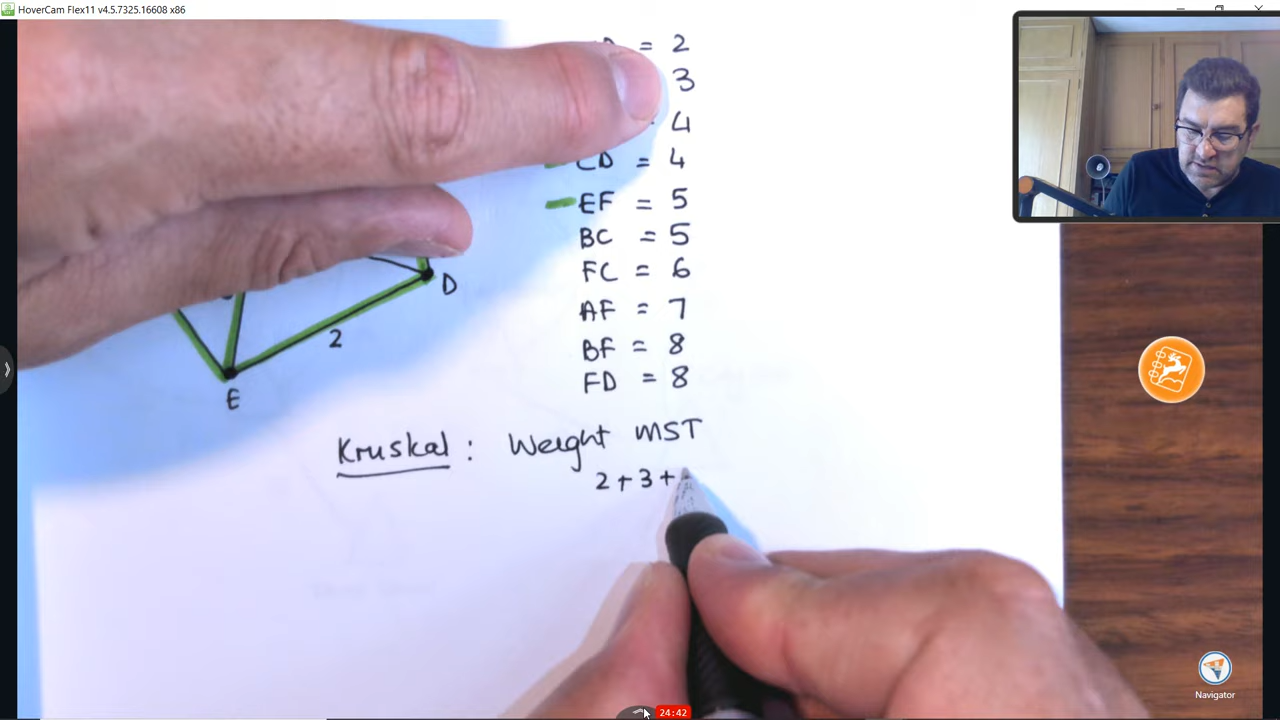 HoverCam Flex11 v4.5.7325.16608 x86
= 2
3
4
CD = 4
EF = 5
BC = 5
FC = 6
AF = 7
BF = 8
FD = 8
D
2
E
Kruskal : Weight MST
2 + 3 +
Navigator
24:42